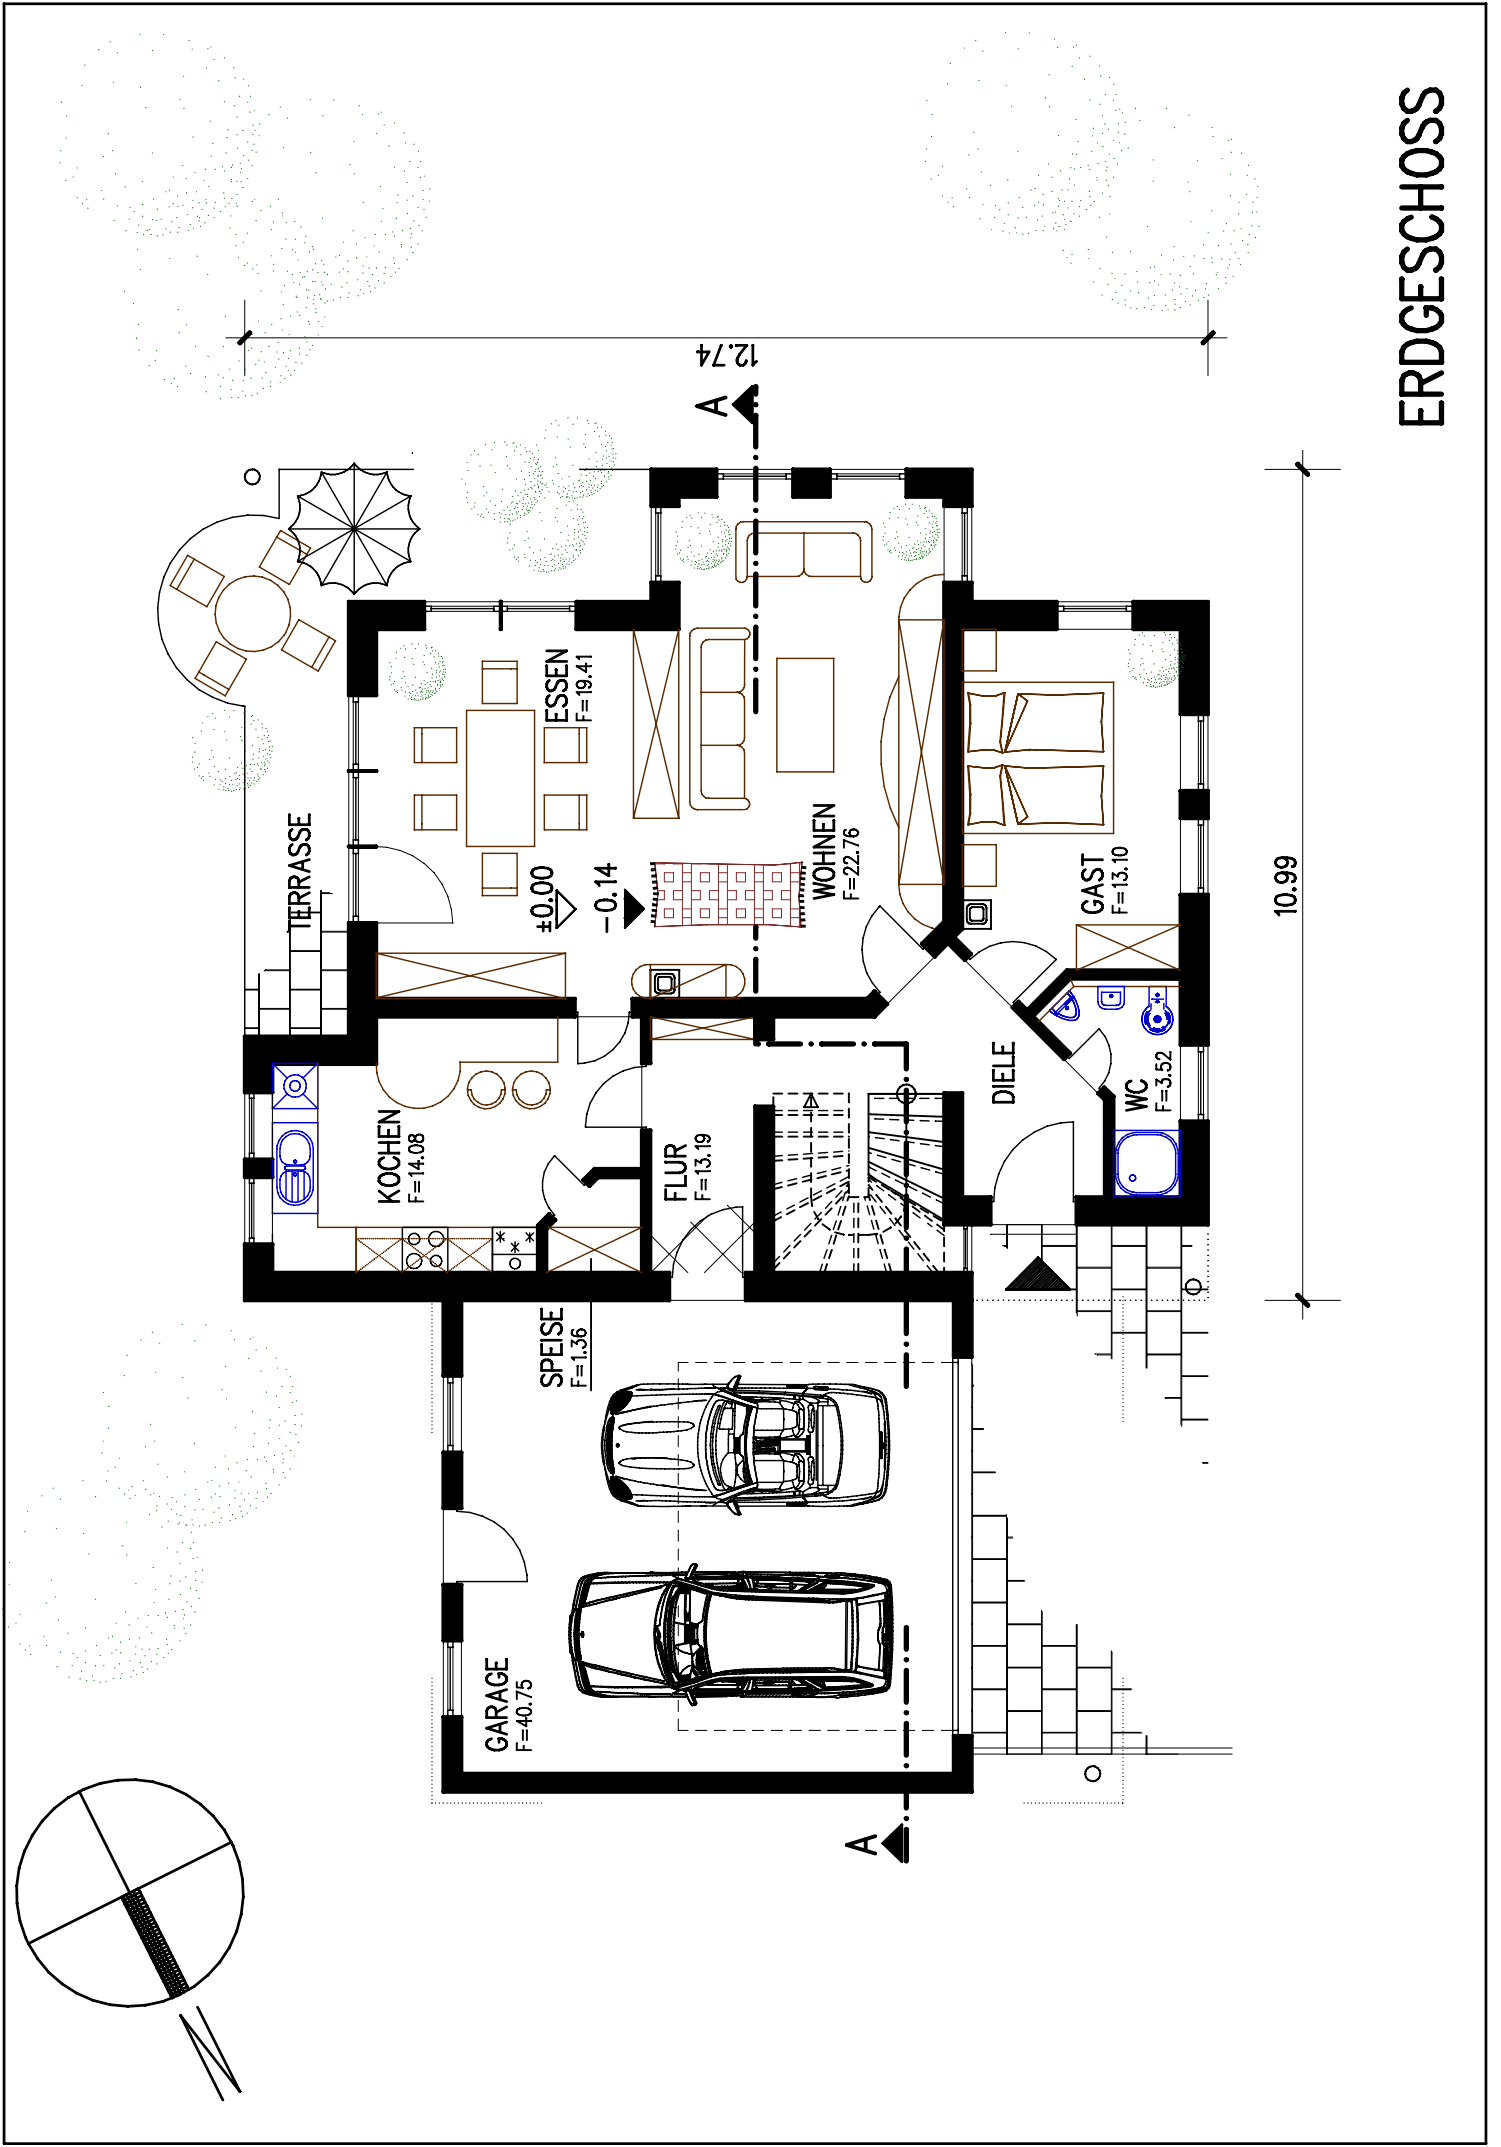 ERDGESCHOSS
12.74
A
TERRASSE
ESSEN
F=19.41
±0.00
-0.14
WOHNEN
F=22.76
GAST
F=13.10
10.99
KOCHEN
F=14.08
FLUR
F=13.19
DIELE
WC
F=3.52
SPEISE
F=1.36
GARAGE
F=40.75
A
N